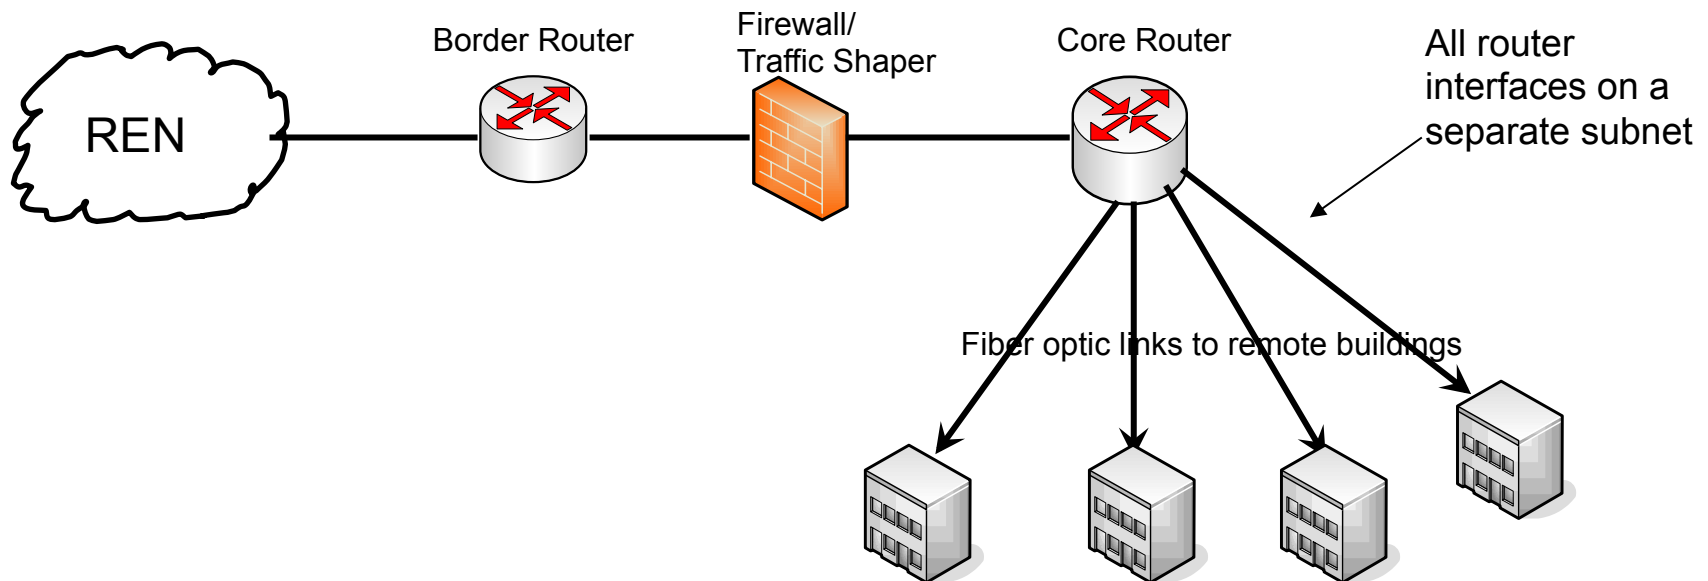 REN
Border Router
Firewall/
Traffic Shaper
Core Router
All router
interfaces on a
separate subnet
Fiber optic links to remote buildings